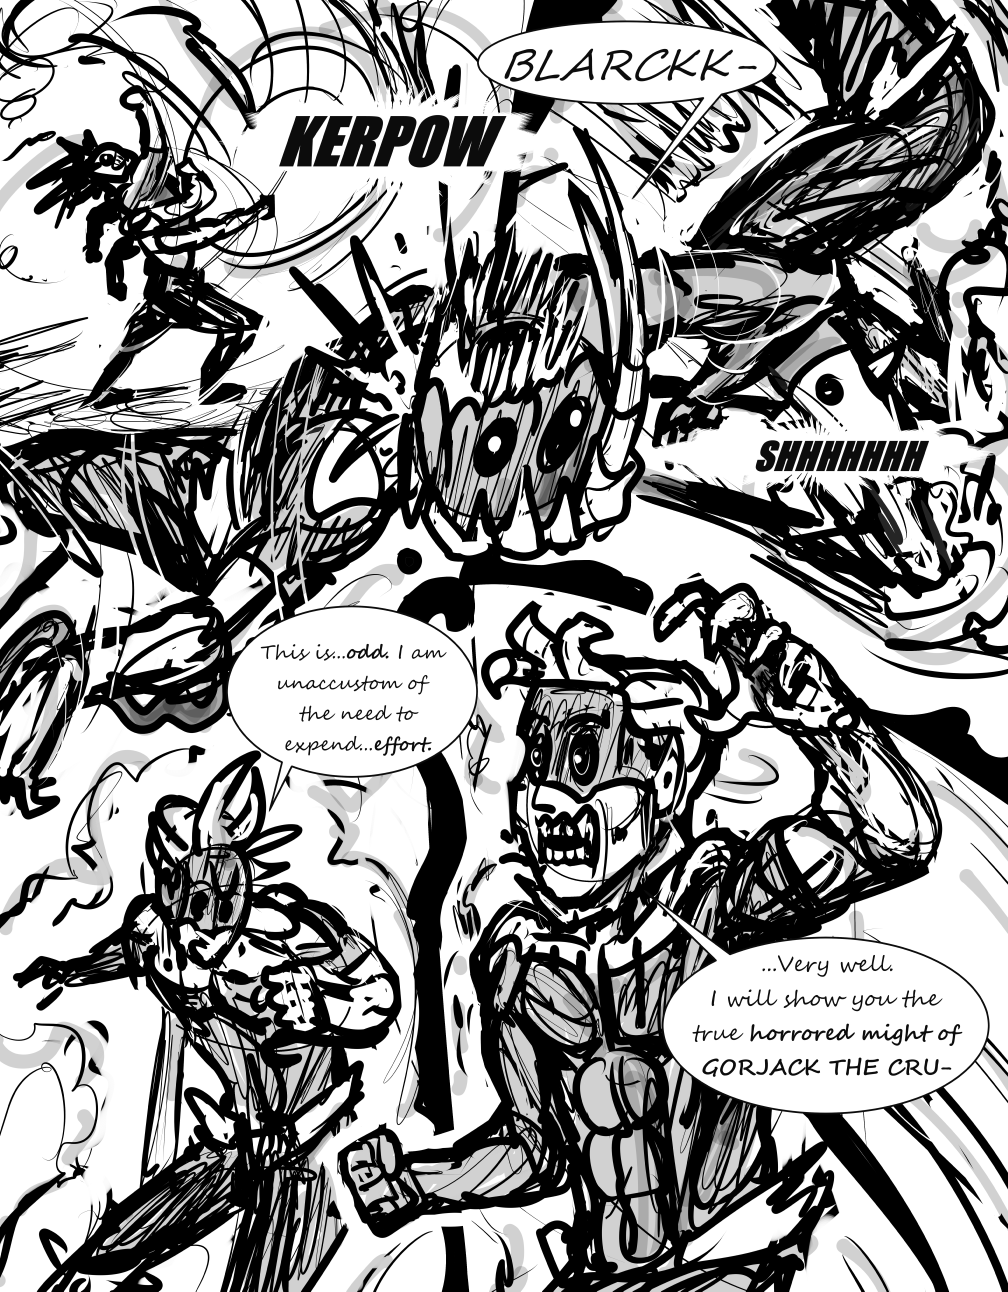 BLARCKK-
KERPOW
SHHHHHHH
This is...odd. I am
unaccustom of
the need to
expend...effort.
...Very well.
I will show you the
true horrored might of
GORJACK THE CRU-